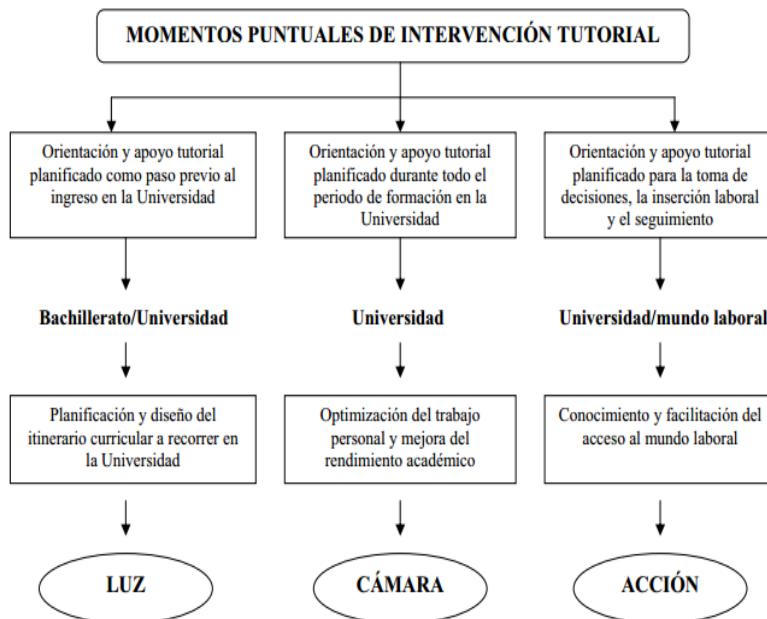 MOMENTOS PUNTUALES DE INTERVENCIÓN TUTORIAL
Orientación y apoyo tutorial
planificado como paso previo al
ingreso en la Universidad
Orientación y apoyo tutorial
planificado durante todo el
periodo de formación en la
Universidad
Orientación y apoyo tutorial
planificado para la toma de
decisiones, la inserción laboral
y el seguimiento
Bachillerato/Universidad
Universidad
Universidad/mundo laboral
Planificación y diseño del
itinerario curricular a recorrer en
la Universidad
Optimización del trabajo
personal y mejora del
rendimiento académico
Conocimiento y facilitación del
acceso al mundo laboral
LUZ
CÁMARA
ACCIÓN